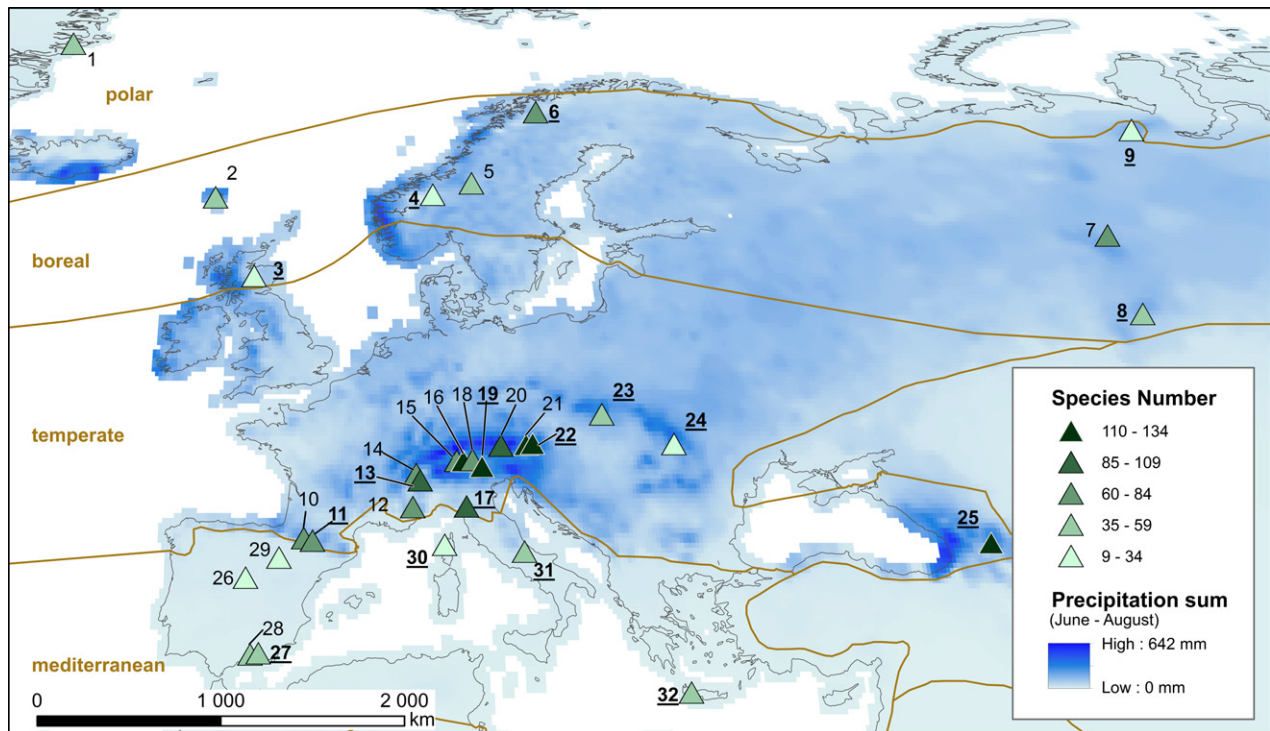 1
polar
6
9
2
5
4
7
boreal
3
8
23
15
16
18
19
20
21
22
24
temperate
14
13
12
17
10
11
25
29
30
31
26
28
27
mediterranean
32
0
1 000
2 000
km
Species Number
110 - 134
85 - 109
60 - 84
35 - 59
9 - 34
Precipitation sum
(June - August)
High : 642 mm
Low : 0 mm